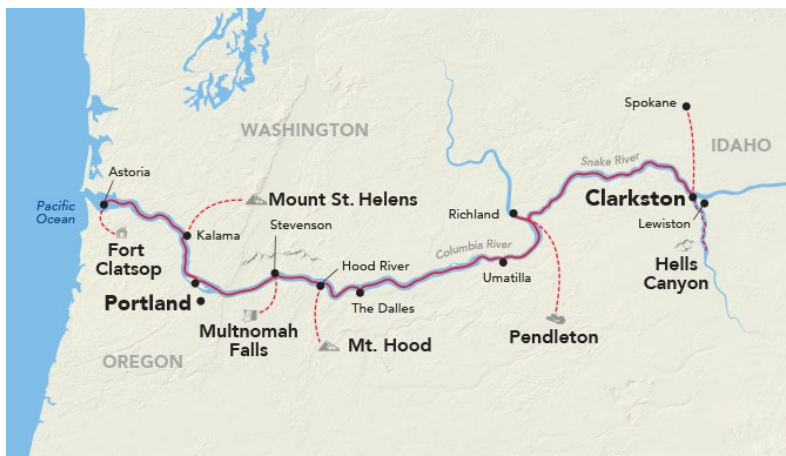 Spokane
WASHINGTON
IDAHO
Snake River
Astoria
Pacific
Ocean
Mount St. Helens
Clarkston
Richland
Stevenson
Lewiston
Kalama
Fort
Clatsop
Columbia River
Hood River
Hells
Canyon
Umatilla
Portland
The Dalles
Multnomah
Falls
Mt. Hood
Pendleton
OREGON